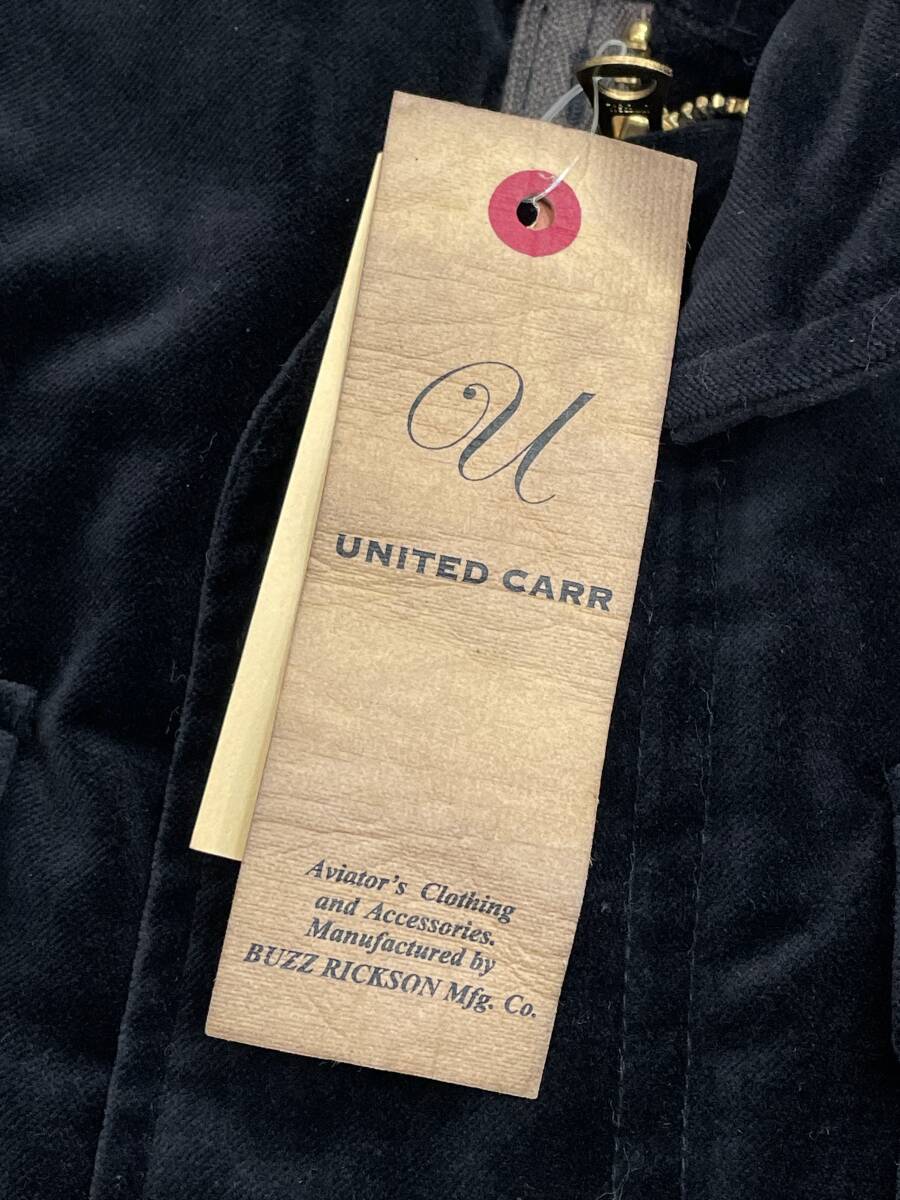 U
UNITED CARR
Aviator's Clothing
and Accessories.
Manufactured by
BUZZ RICKSON Mfg. Co.